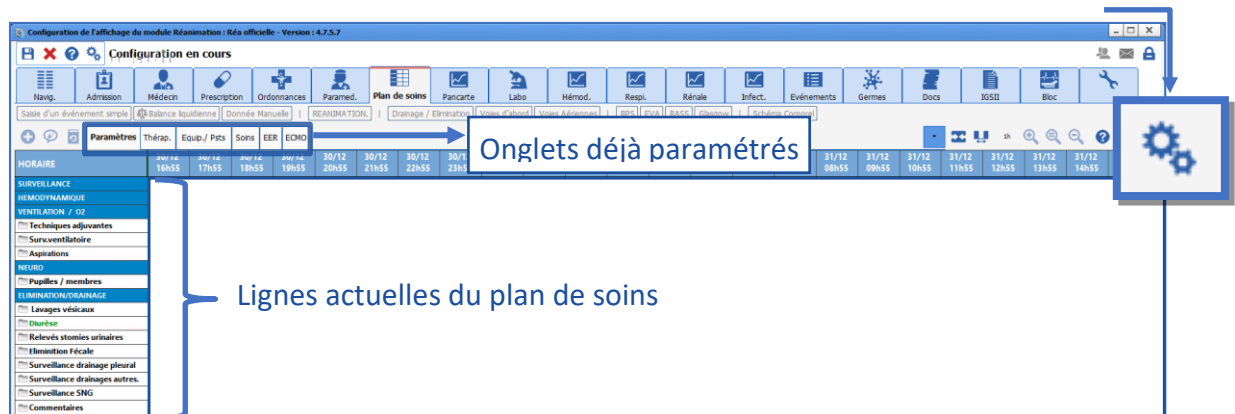 Configuration de l'affichage du module Réanimation : Réa officielle - Version : 4.7.5.7
Configuration en cours
Navig. Admission Médecin Prescription Ordonnances Paramed. Plan de soins Pancarte Labo Hémod. Respi. Rénale Infect. Evénements Germes Docs IGSII Bloc
Saisie d'un événement simple Balance liquidienne Donnée Manuelle | REANIMATION. | Drainage / Elimination Voies d'abord Voies Aériennes | BPS EVA RASS Glasgow | Schéma Corporel
Paramètres Thérap. Equip./ Psts Soins EER ECMO 1h
Onglets déjà paramétrés
HORAIRE 30/12 30/12 30/12 30/12 30/12 30/12 30/12 31/12 31/12 31/12 31/12 31/12 31/12 31/12
16h55 17h55 18h55 19h55 20h55 21h55 22h55 23h55 08h55 09h55 10h55 11h55 12h55 13h55 14h55
SURVEILLANCE
HEMODYNAMIQUE
VENTILATION / O2
Techniques adjuvantes
Surv.ventilatoire
Aspirations
NEURO
Pupilles / membres
ELIMINATION/DRAINAGE
Lignes actuelles du plan de soins
Lavages vésicaux
Diurèse
Relevés stomies urinaires
Eliminition Fécale
Surveillance drainage pleural
Surveillance drainages autres.
Surveillance SNG
Commentaires